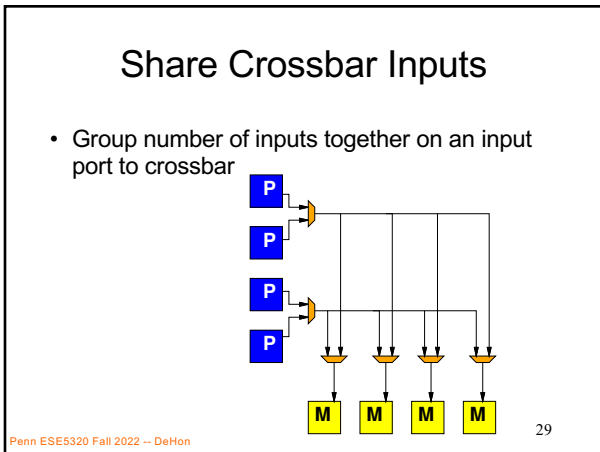 Share Crossbar Inputs
• Group number of inputs together on an input
port to crossbar
P
P
P
P
M M M M
29
Penn ESE5320 Fall 2022 -- DeHon